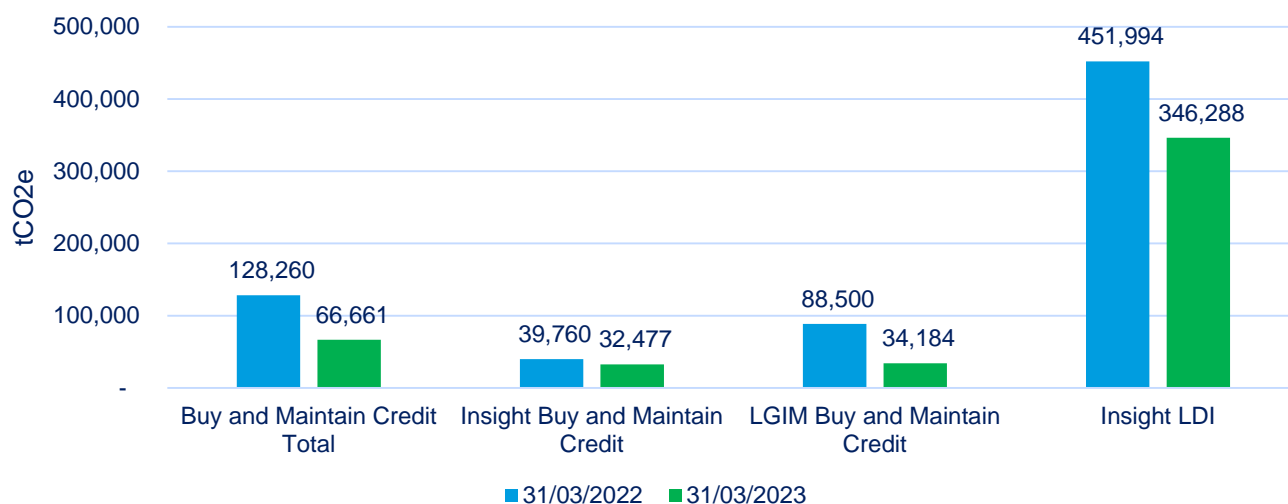 500,000
400,000
300,000
200,000
100,000
-
tCO2e
128,260
66,661
39,760
32,477
88,500
34,184
451,994
346,288
Buy and Maintain Credit
Total
Insight Buy and Maintain
Credit
LGIM Buy and Maintain
Credit
Insight LDI
31/03/2022
31/03/2023